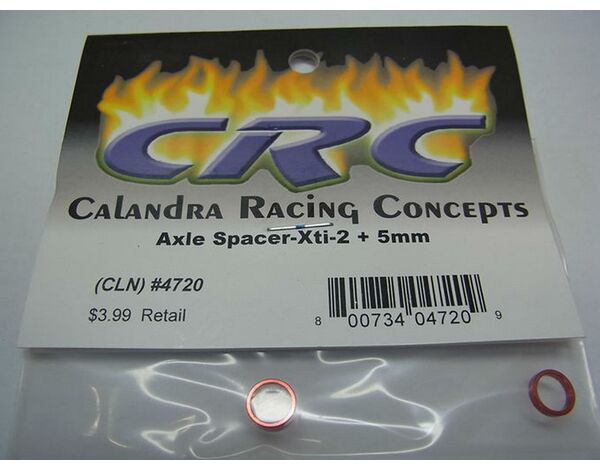 CRC
Calandra Racing Concepts
Axle Spacer-Xti-2 + 5mm
(CLN) #4720
$3.99 Retail
8 00734 04720 9